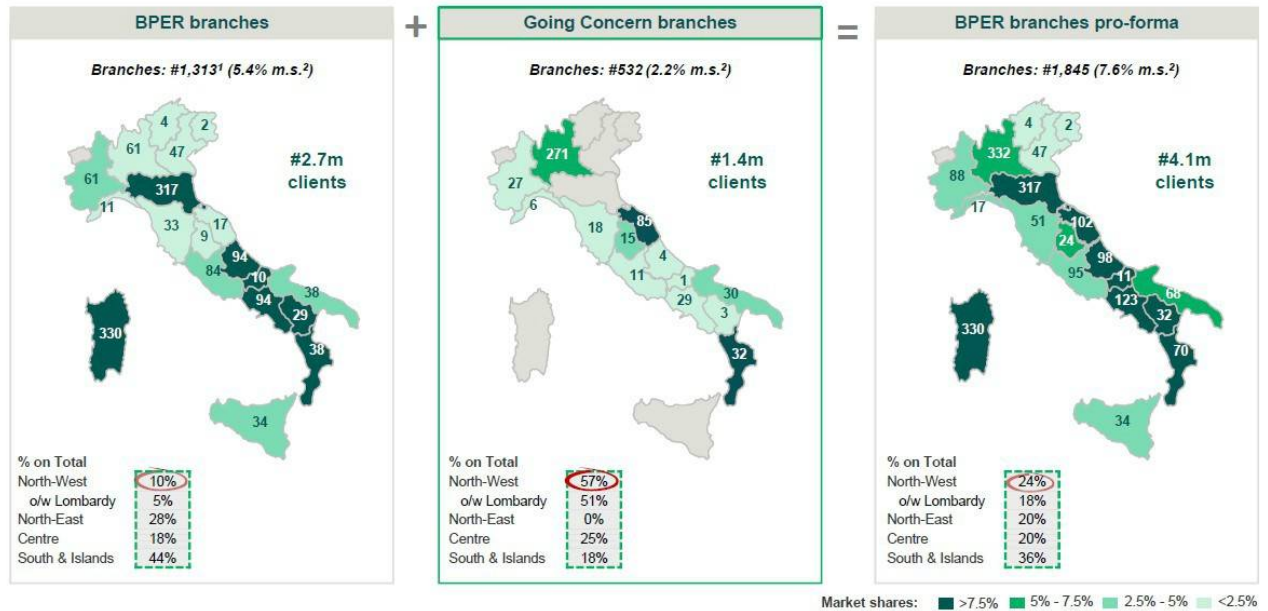 BPER branches
+
Going Concern branches
=
BPER branches pro-forma
Branches: #1,313¹ (5.4% m.s.²)
4
2
61
47
61
317
11
33
17
9
94
84
10
94
38
29
330
38
34
#2.7m
clients
% on Total
North-West 10%
o/w Lombardy 5%
North-East 28%
Centre 18%
South & Islands 44%
Branches: #532 (2.2% m.s.²)
271
27
6
18
85
15
4
11
1
29
30
3
32
#1.4m
clients
% on Total
North-West 57%
o/w Lombardy 51%
North-East 0%
Centre 25%
South & Islands 18%
Branches: #1,845 (7.6% m.s.²)
4
2
332
47
88
317
17
51
102
24
98
95
11
123
68
32
330
70
34
#4.1m
clients
% on Total
North-West 24%
o/w Lombardy 18%
North-East 20%
Centre 20%
South & Islands 36%
Market shares: >7.5% 5% - 7.5% 2.5% - 5% <2.5%